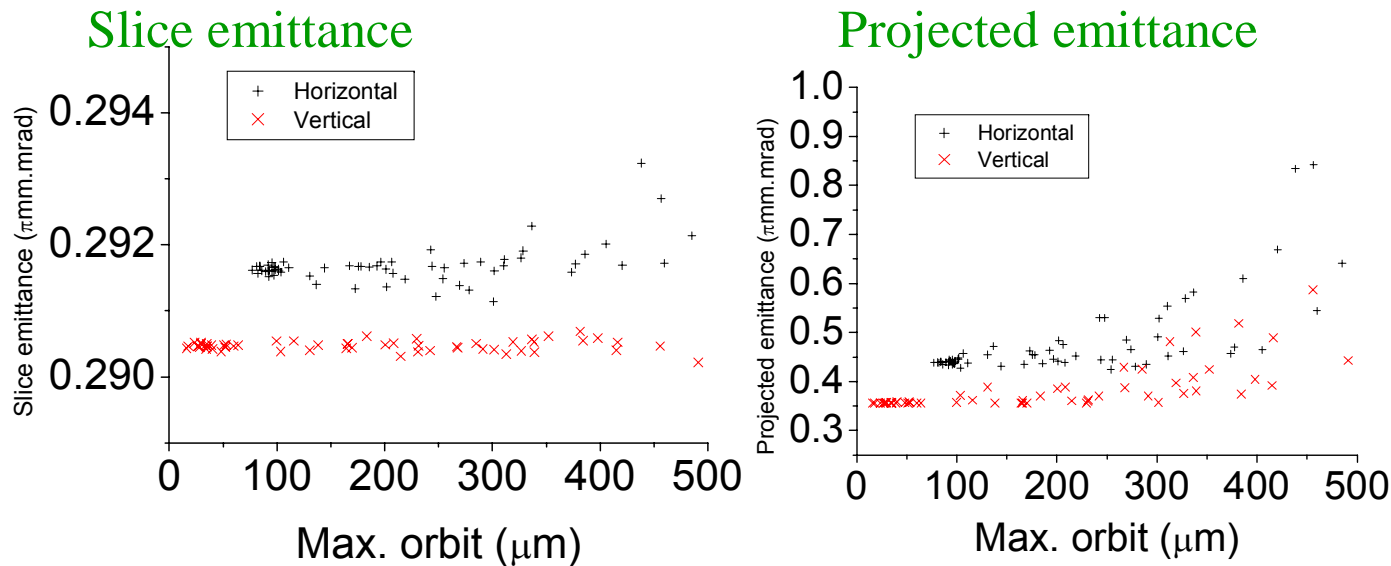 Slice emittance
Horizontal
Vertical
Slice emittance (πmm.mrad)
0.294
0.292
0.290
0 100 200 300 400 500
Max. orbit (μm)
Projected emittance
Horizontal
Vertical
Projected emittance (πmm.mrad)
1.0
0.9
0.8
0.7
0.6
0.5
0.4
0.3
0 100 200 300 400 500
Max. orbit (μm)